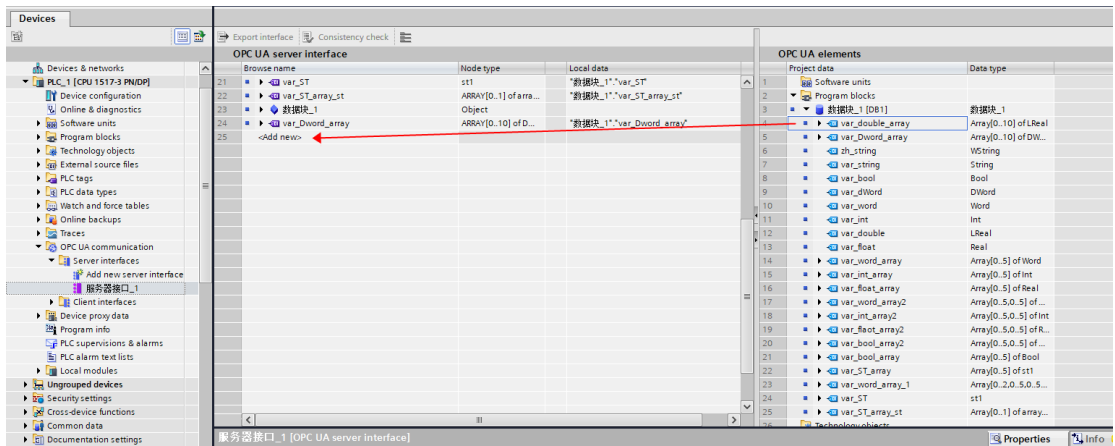 Devices
Export interface
Consistency check
OPC UA server interface
OPC UA elements
Devices & networks
PLC_1 [CPU 1517-3 PN/DP]
Device configuration
Online & diagnostics
Software units
Program blocks
Technology objects
External source files
PLC tags
PLC data types
Watch and force tables
Online backups
Traces
OPC UA communication
Server interfaces
Add new server interface
服务器接口_1
Client interfaces
Device proxy data
Program info
PLC supervisions & alarms
PLC alarm text lists
Local modules
Ungrouped devices
Security settings
Cross-device functions
Common data
Documentation settings
Browse name Node type Local data
21 var_ST st1 "数据块_1"."var_ST"
22 var_ST_array_st ARRAY[0..1] of arra... "数据块_1"."var_ST_array_st"
23 数据块_1 Object
24 var_Dword_array ARRAY[0..10] of D... "数据块_1"."var_Dword_array"
25 <Add new>
服务器接口_1 [OPC UA server interface]
Project data Data type
1 Software units
2 Program blocks
3 数据块_1 [DB1] 数据块_1
4 var_double_array Array[0..10] of LReal
5 var_Dword_array Array[0..10] of DW...
6 zh_string WString
7 var_string String
8 var_bool Bool
9 var_dWord DWord
10 var_word Word
11 var_int Int
12 var_double LReal
13 var_float Real
14 var_word_array Array[0..5] of Word
15 var_int_array Array[0..5] of Int
16 var_float_array Array[0..5] of Real
17 var_word_array2 Array[0..5,0..5] of ...
18 var_int_array2 Array[0..5,0..5] of Int
19 var_flaot_array2 Array[0..5,0..5] of R...
20 var_bool_array2 Array[0..5,0..5] of ...
21 var_bool_array Array[0..5] of Bool
22 var_ST_array Array[0..5] of st1
23 var_word_array_1 Array[0..2,0..5,0..5...
24 var_ST st1
25 var_ST_array_st Array[0..1] of array...
26 Technology objects
Properties
Info